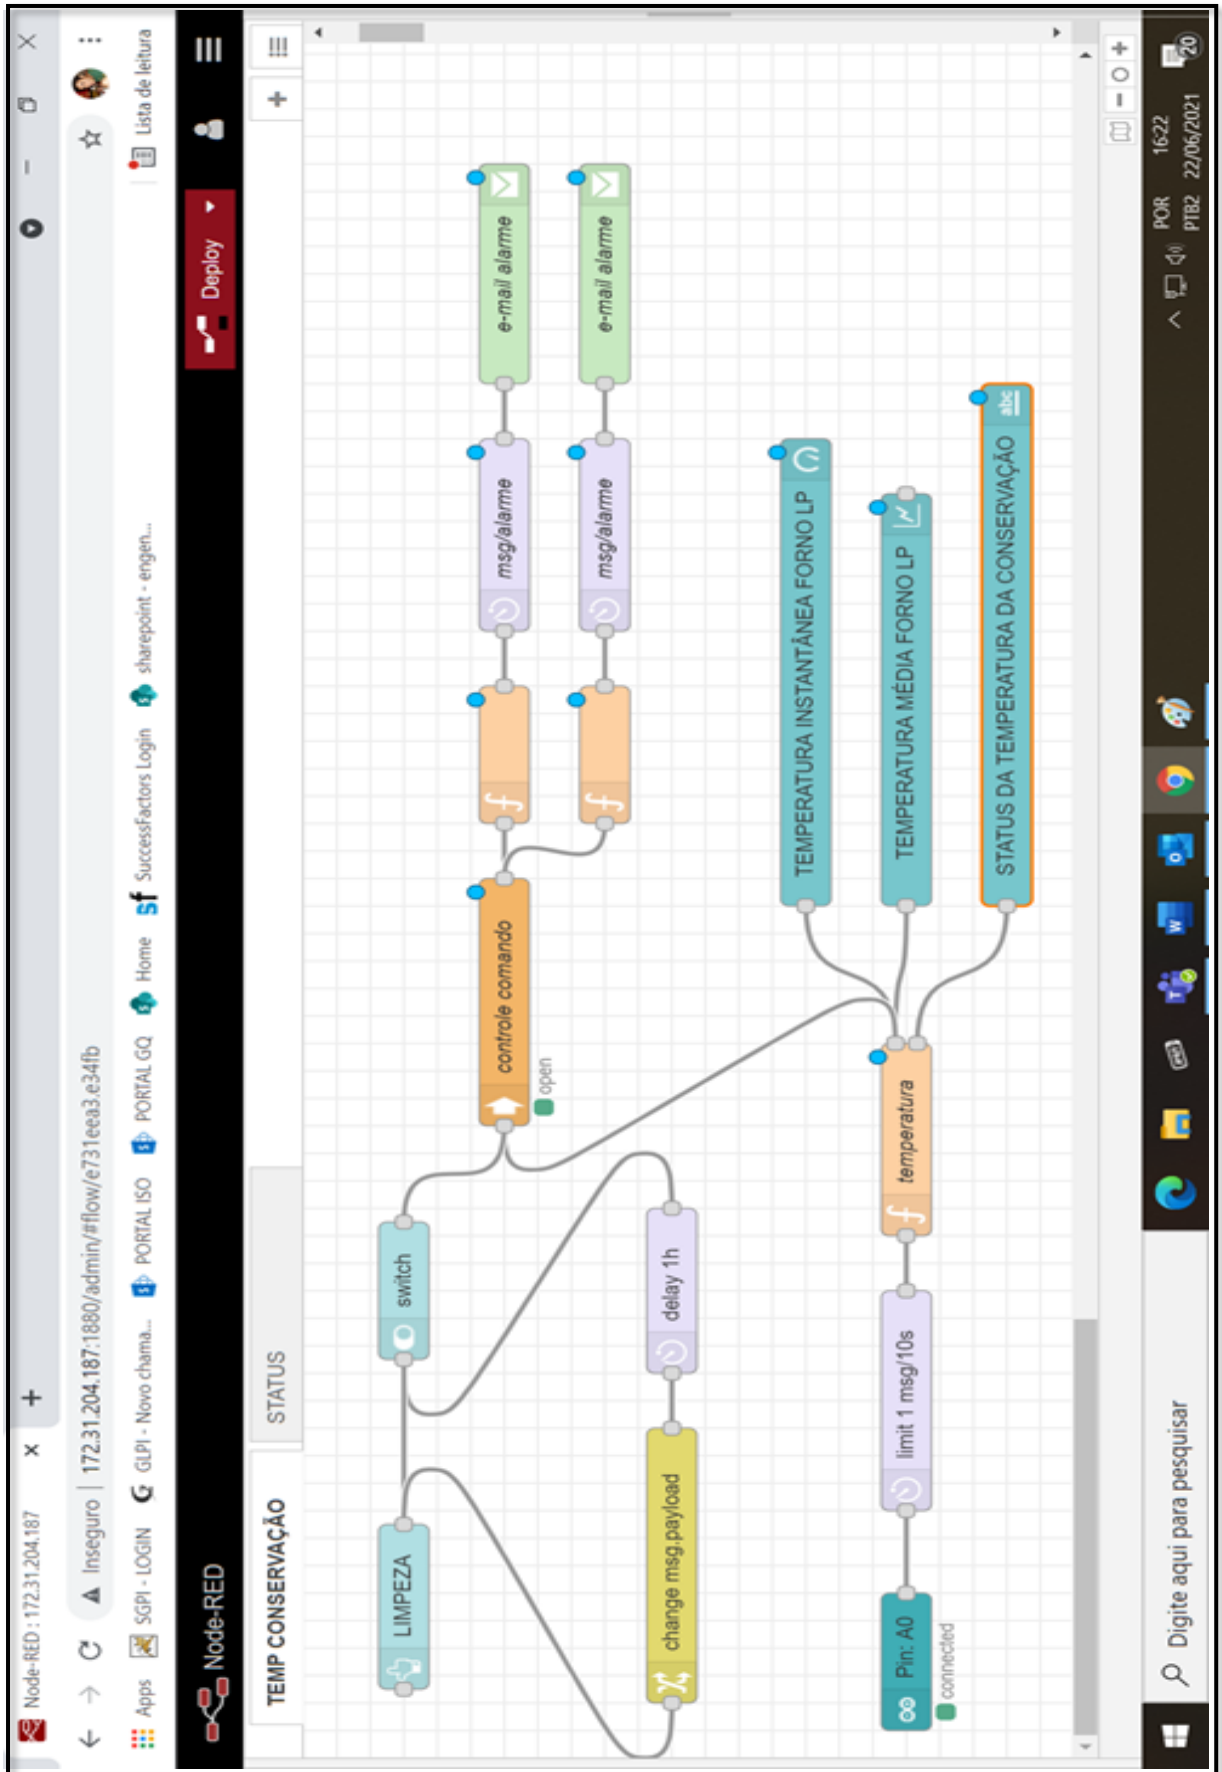 Node-RED : 172.31.204.187
Inseguro | 172.31.204.187:1880/admin/#flow/e731eea3.e34fb
Apps SGPI - LOGIN GLPI - Novo chama... PORTAL ISO PORTAL GQ Home SuccessFactors Login sharepoint - engen... Lista de leitura
Node-RED Deploy
TEMP CONSERVAÇÃO STATUS
LIMPEZA
switch
controle comando
open
msg/alarme
e-mail alarme
msg/alarme
e-mail alarme
change msg.payload
delay 1h
TEMPERATURA INSTANTÂNEA FORNO LP
Pin: A0
connected
limit 1 msg/10s
temperatura
TEMPERATURA MÉDIA FORNO LP
STATUS DA TEMPERATURA DA CONSERVAÇÃO
abc
Digite aqui para pesquisar
POR 16:22
PTB2 22/06/2021
20